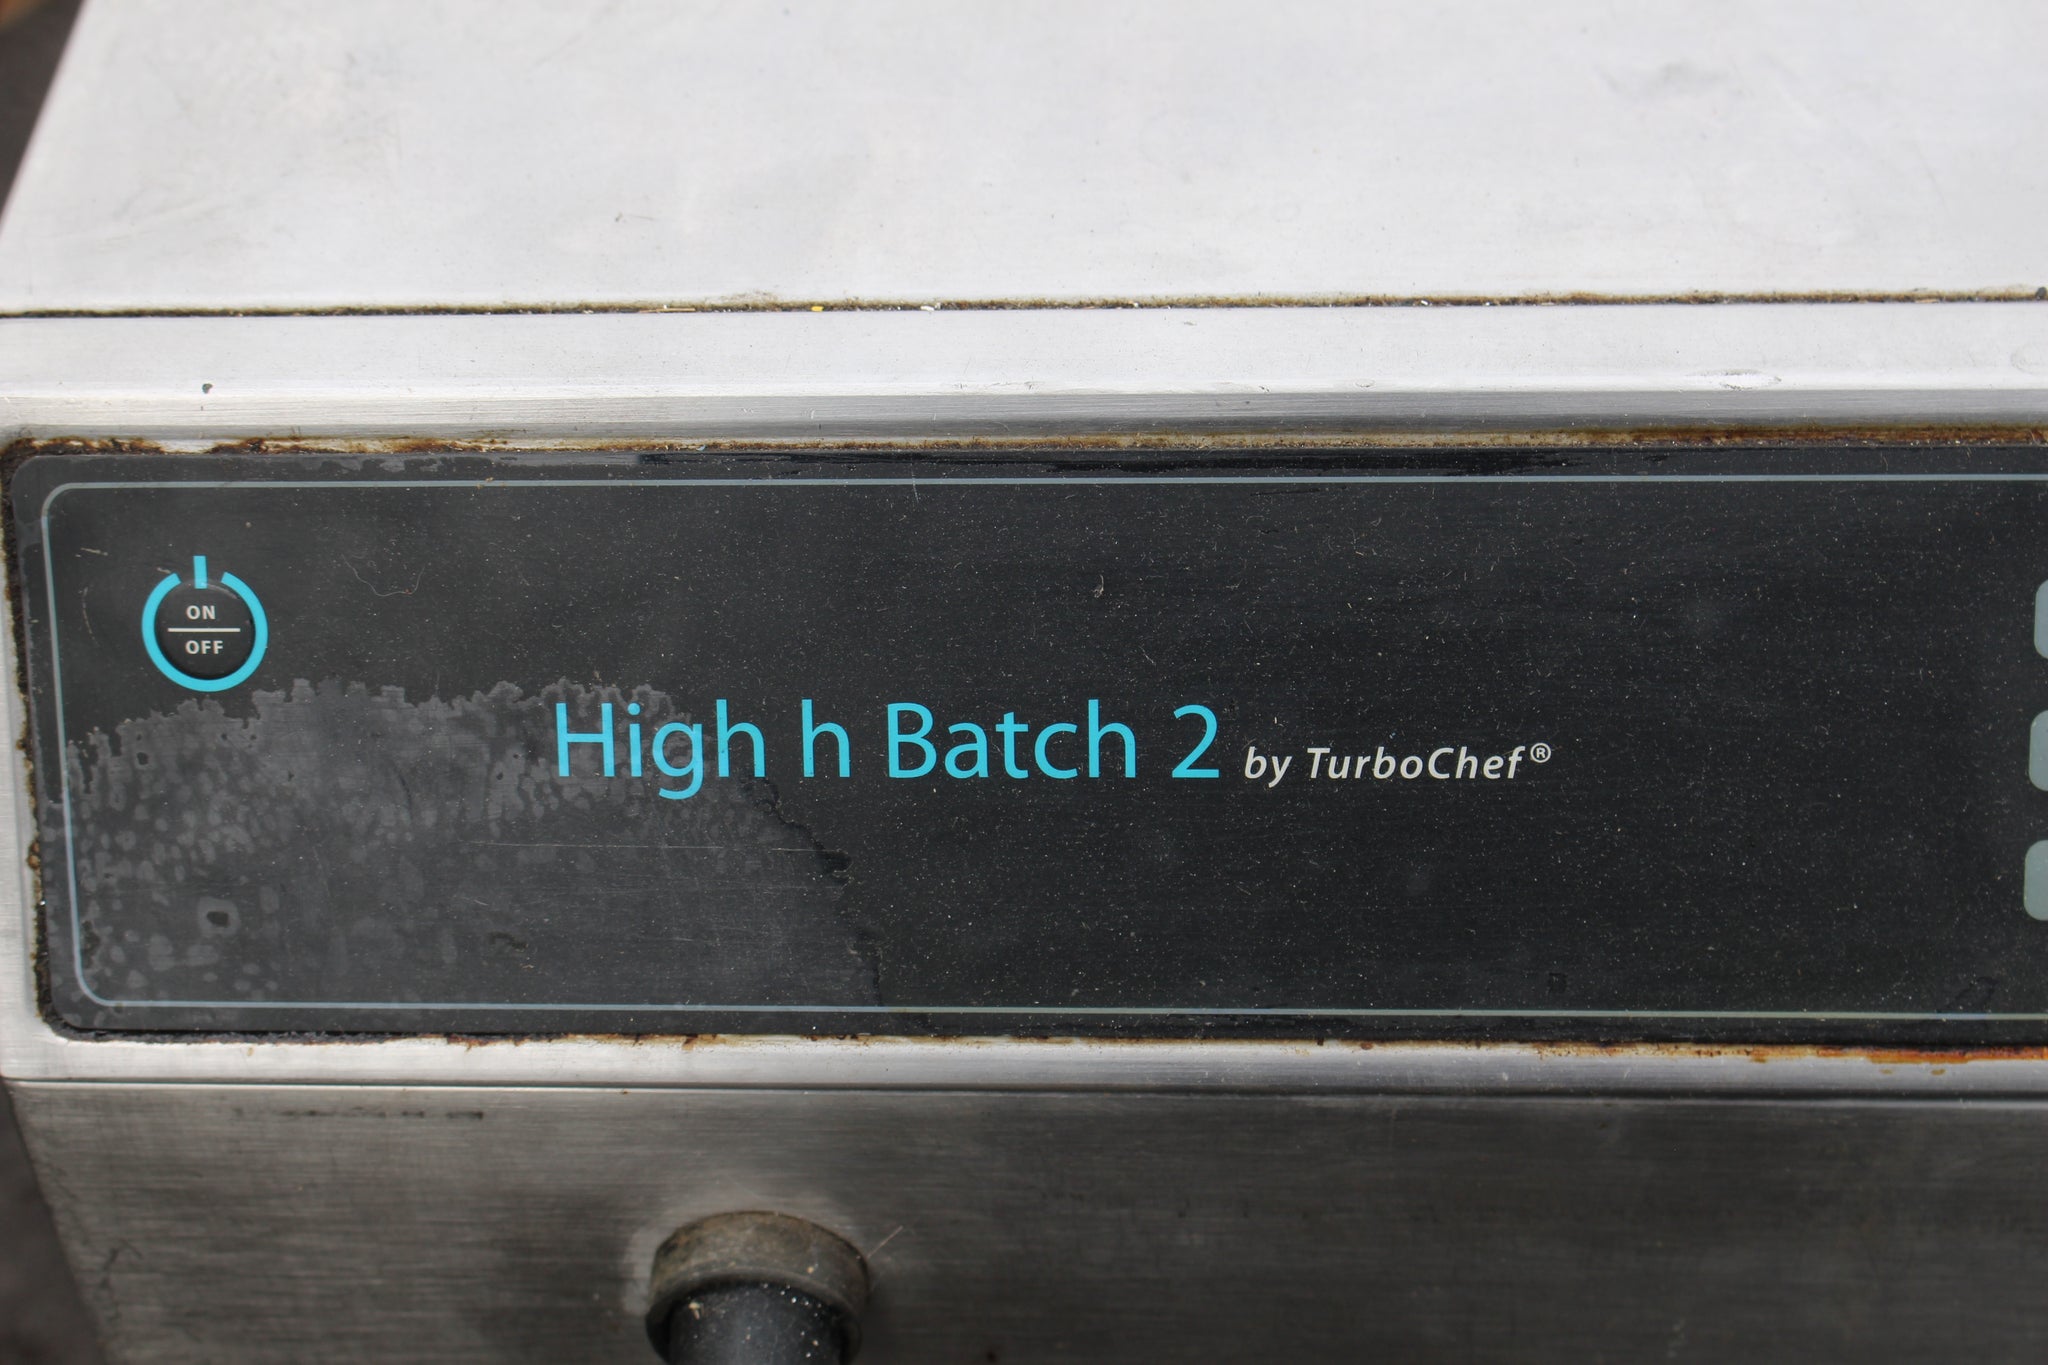 ON
OFF
High h Batch 2 by TurboChef®